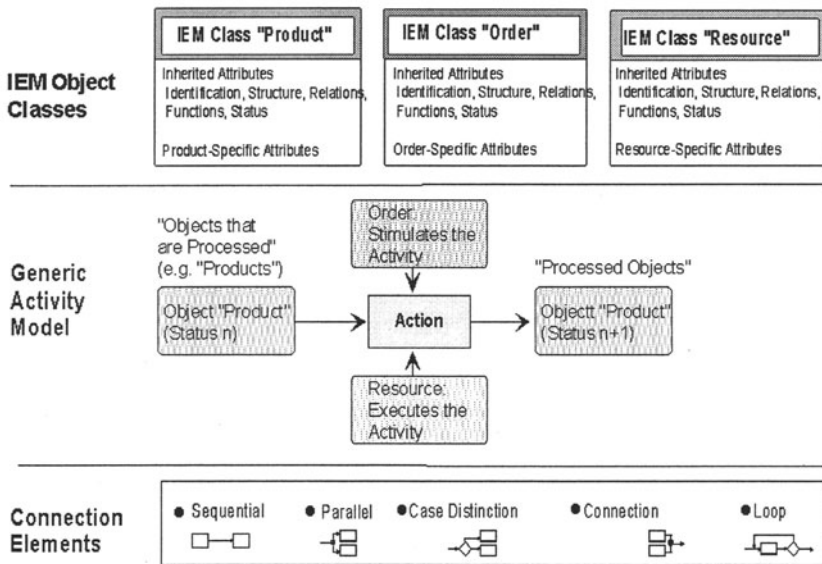 IEM Object
Classes
IEM Class "Product"
Inherited Attributes
Identification, Structure, Relations,
Functions, Status
Product-Specific Attributes
IEM Class "Order"
Inherited Attributes
Identification, Structure, Relations,
Functions, Status
Order-Specific Attributes
IEM Class "Resource"
Inherited Attributes
Identification, Structure, Relations,
Functions, Status
Resource-Specific Attributes
Generic
Activity
Model
"Objects that
are Processed"
(e.g. "Products")
Object "Product"
(Status n)
Order:
Stimulates the
Activity
Action
Resource:
Executes the
Activity
"Processed Objects"
Objectt "Product"
(Status n+1)
Connection
Elements
● Sequential
● Parallel
● Case Distinction
● Connection
● Loop